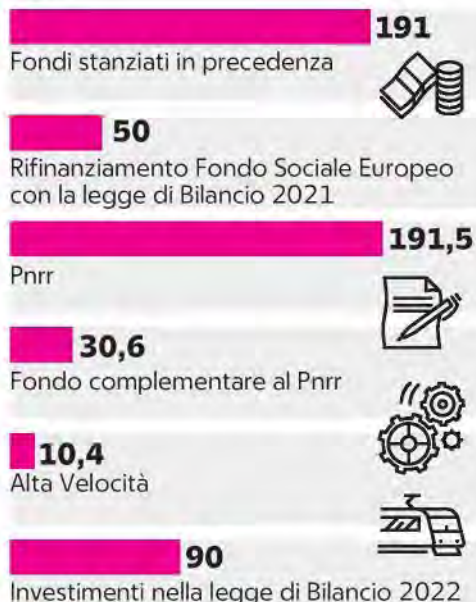 191
Fondi stanziati in precedenza
50
Rifinanziamento Fondo Sociale Europeo
con la legge di Bilancio 2021
191,5
Pnrr
30,6
Fondo complementare al Pnrr
10,4
Alta Velocità
90
Investimenti nella legge di Bilancio 2022